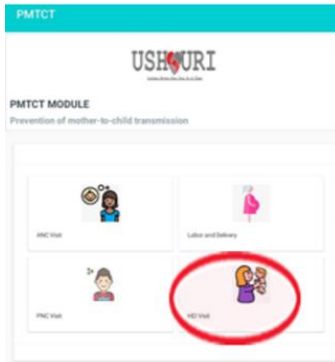 PMTCT
USHAURI
PMTCT MODULE
Prevention of mother-to-child transmission
ANC Visit
Labor and Delivery
PNC Visit
HEI Visit